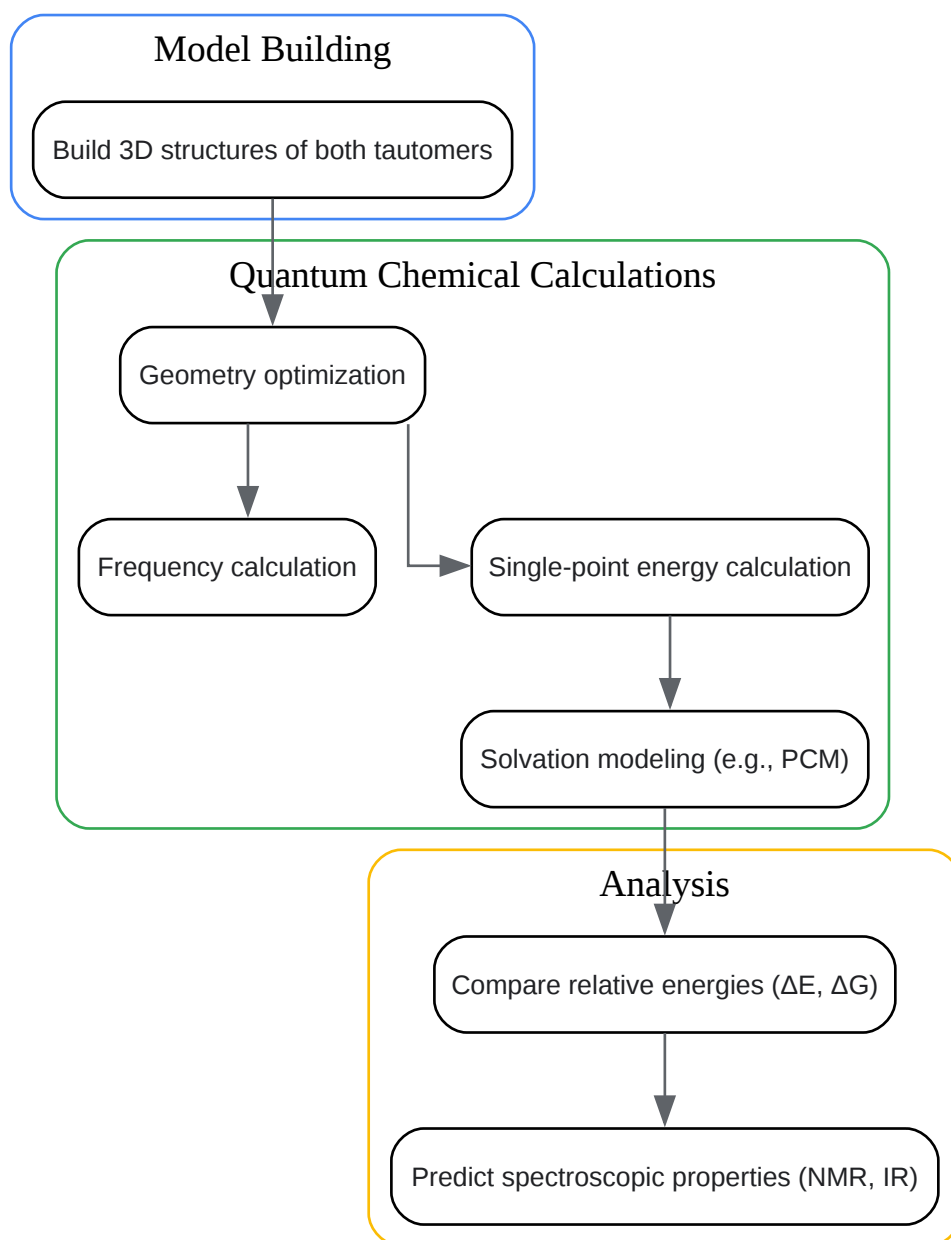 Model Building
Build 3D structures of both tautomers
Quantum Chemical Calculations
Geometry optimization
Frequency calculation
Single-point energy calculation
Solvation modeling (e.g., PCM)
Analysis
Compare relative energies (ΔE, ΔG)
Predict spectroscopic properties (NMR, IR)